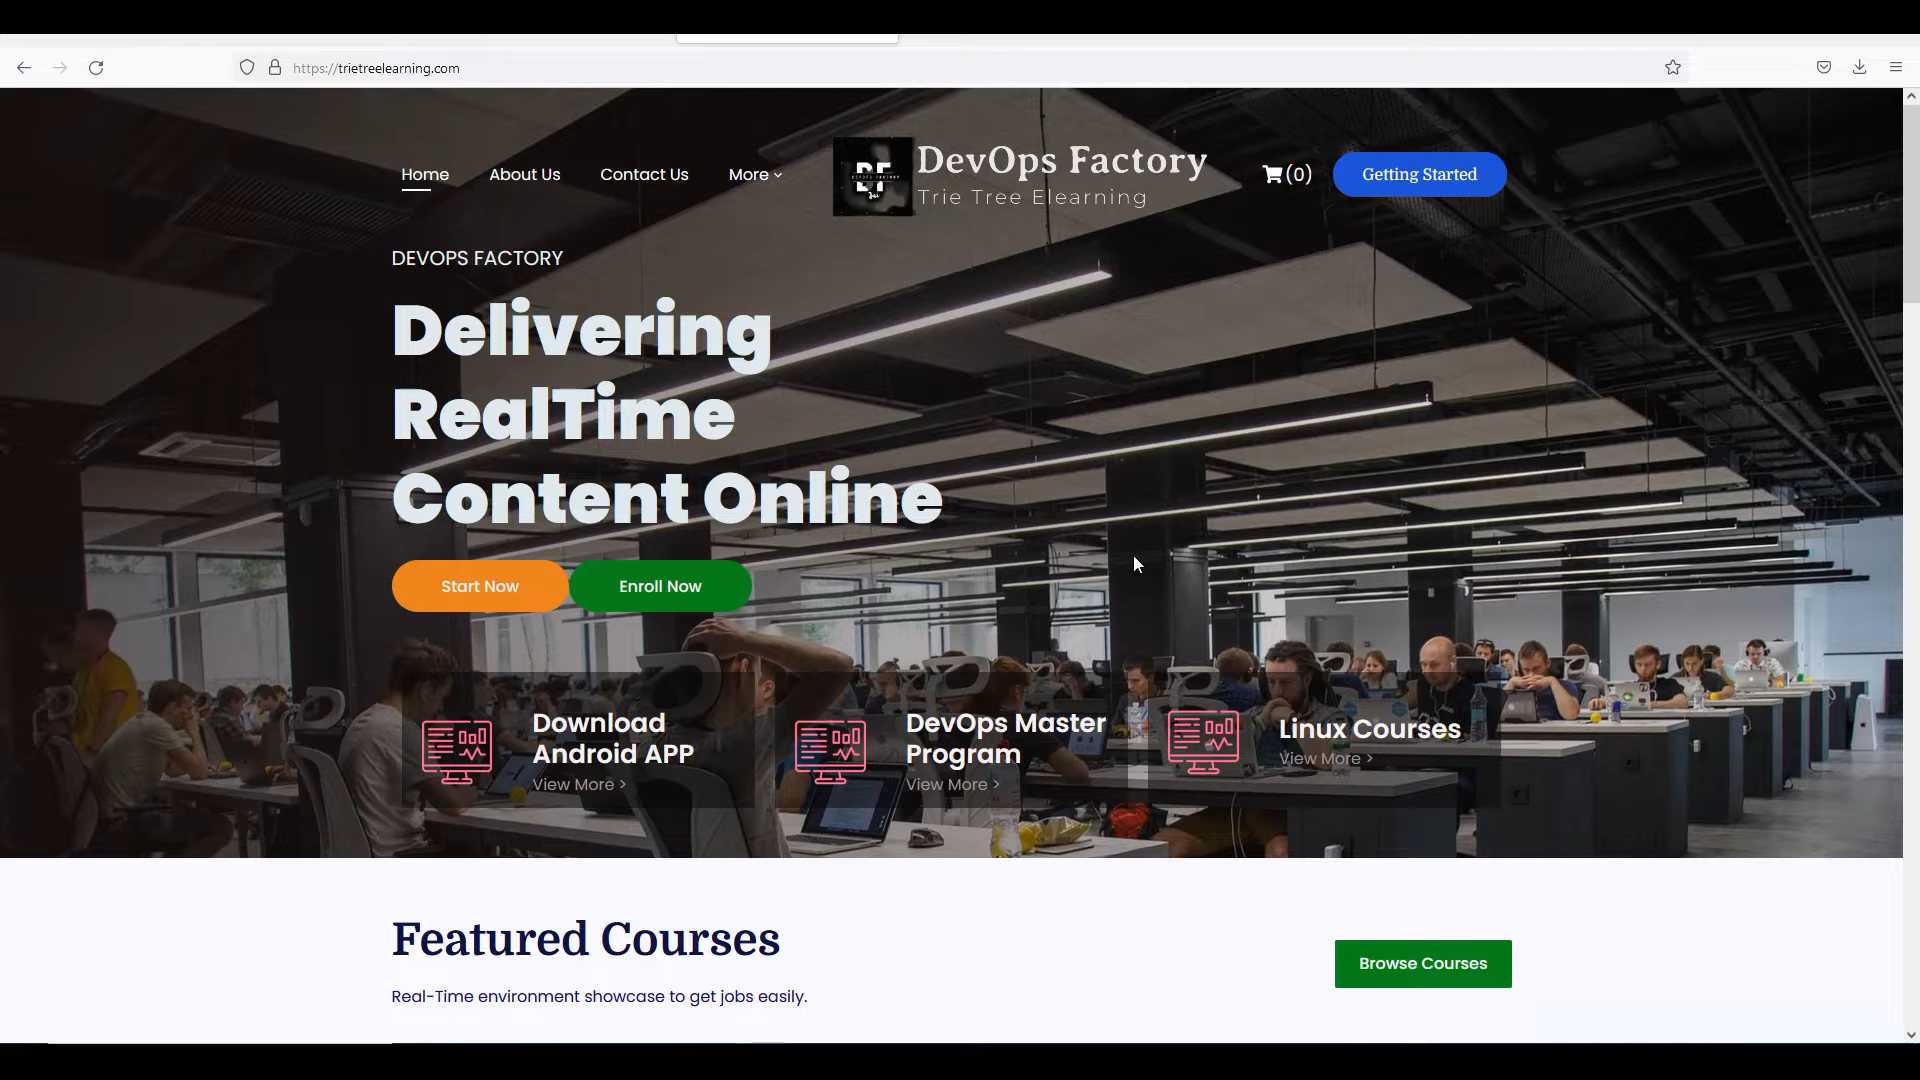 https://trietreelearning.com
Home
About Us
Contact Us
More
DF
DevOps Factory
Trie Tree Elearning
(0)
Getting Started
DEVOPS FACTORY
Delivering
RealTime
Content Online
Start Now
Enroll Now
Download
Android APP
View More >
DevOps Master
Program
View More >
Linux Courses
View More >
Featured Courses
Real-Time environment showcase to get jobs easily.
Browse Courses